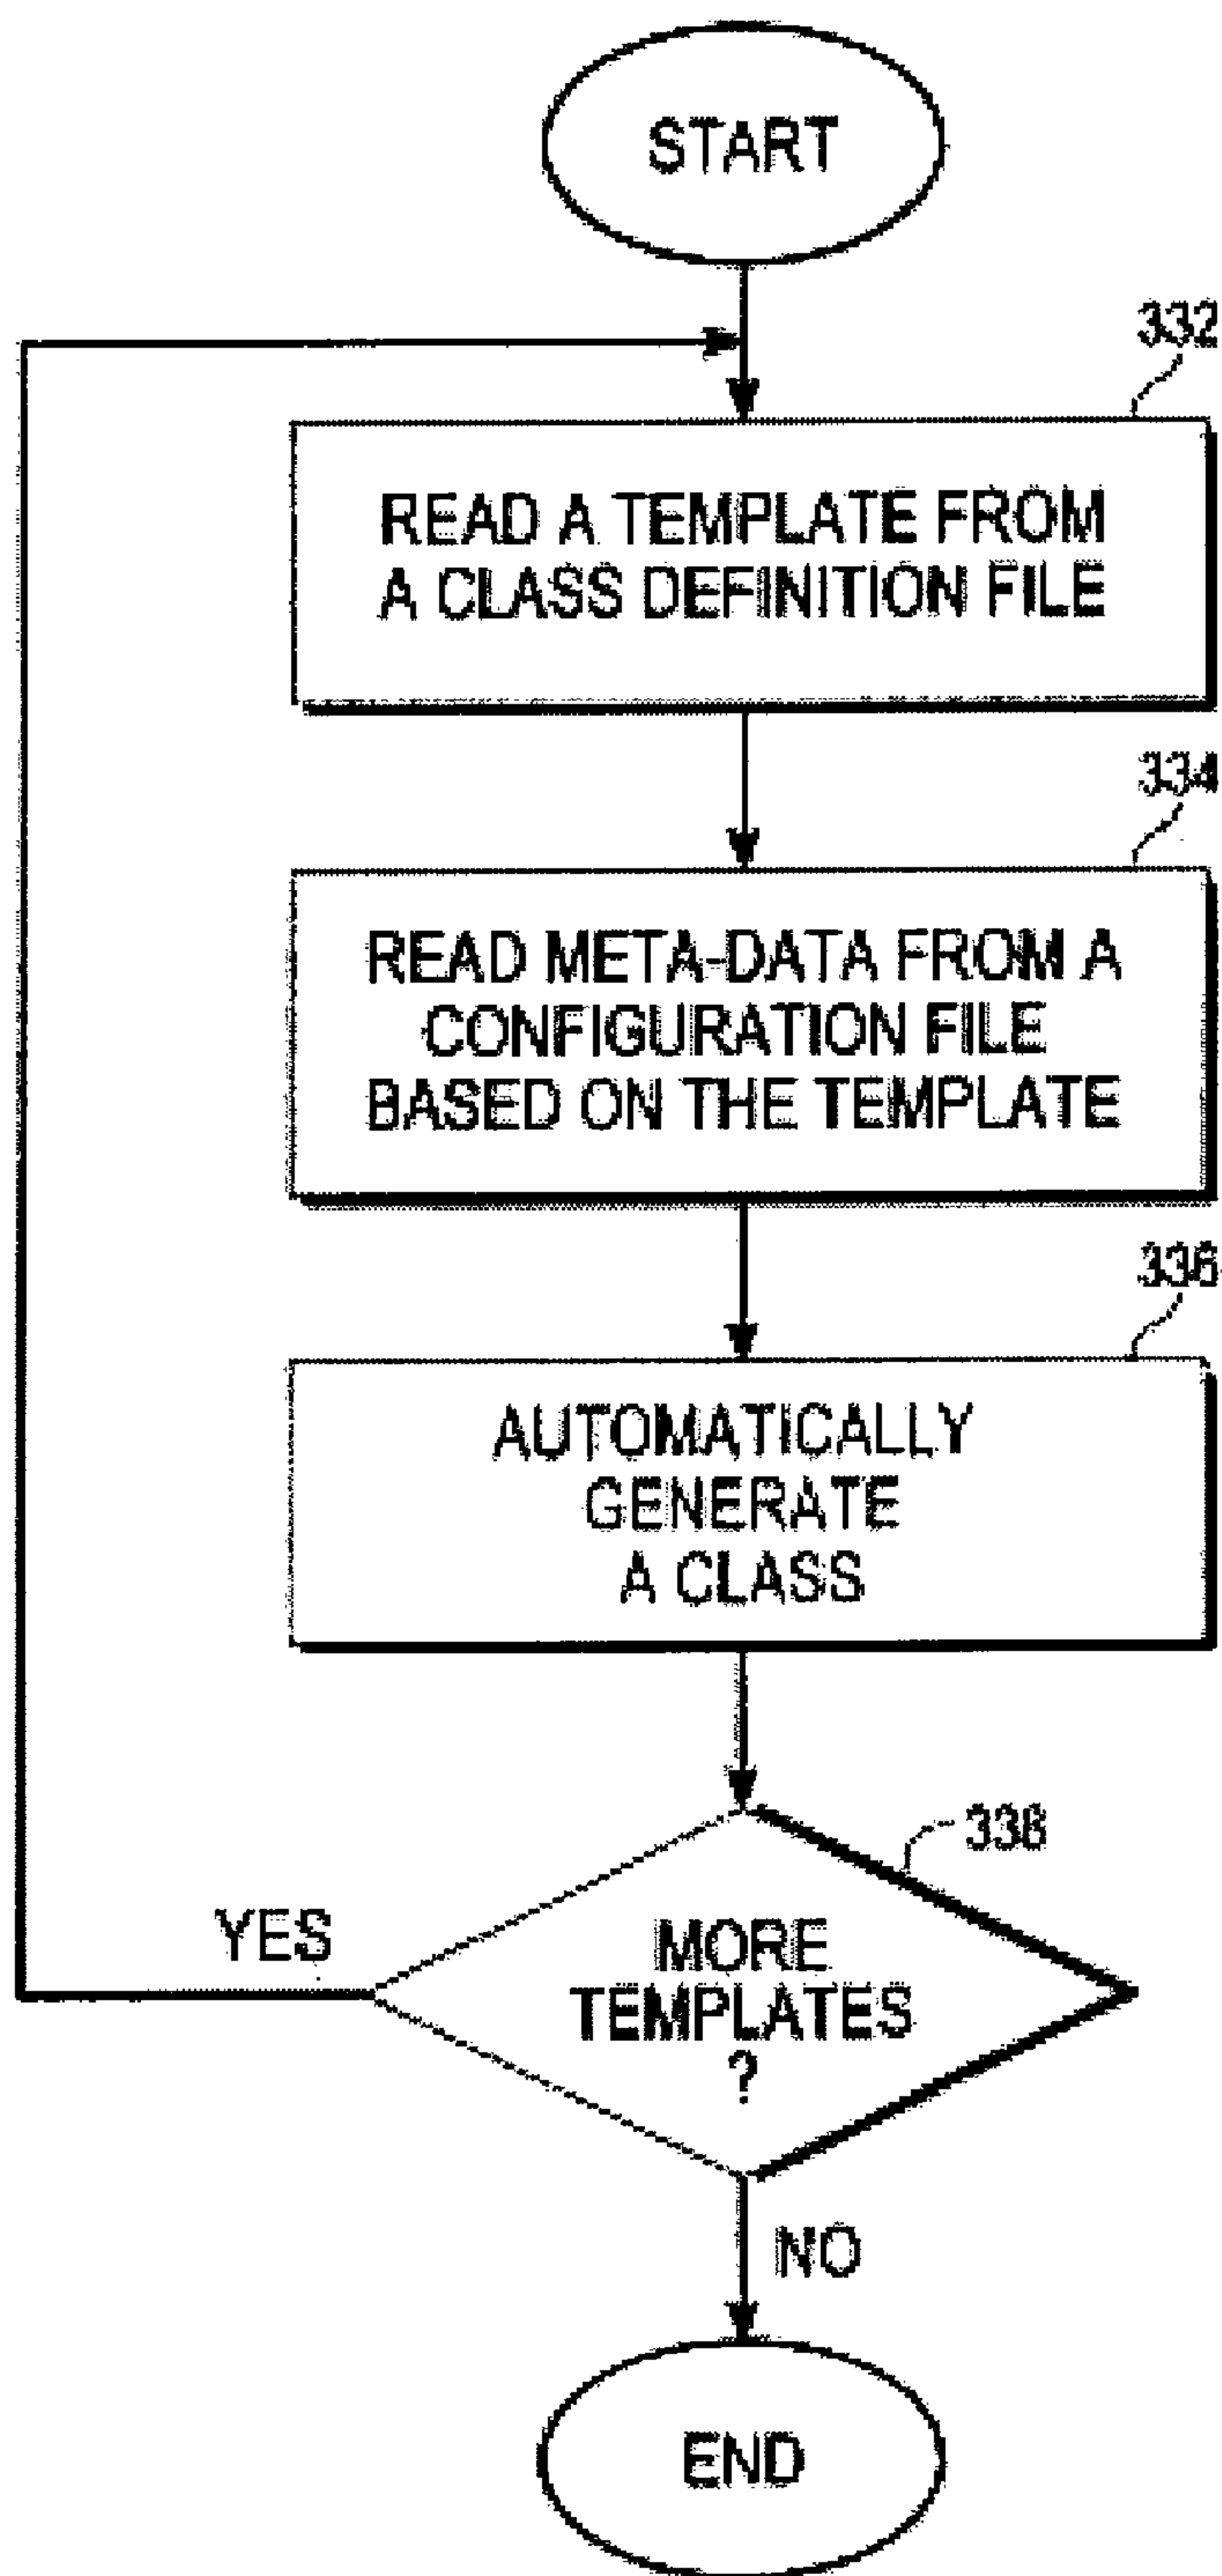 START
332
READ A TEMPLATE FROM
A CLASS DEFINITION FILE
334
READ META-DATA FROM A
CONFIGURATION FILE
BASED ON THE TEMPLATE
336
AUTOMATICALLY
GENERATE
A CLASS
338
MORE
TEMPLATES
?
YES
NO
END